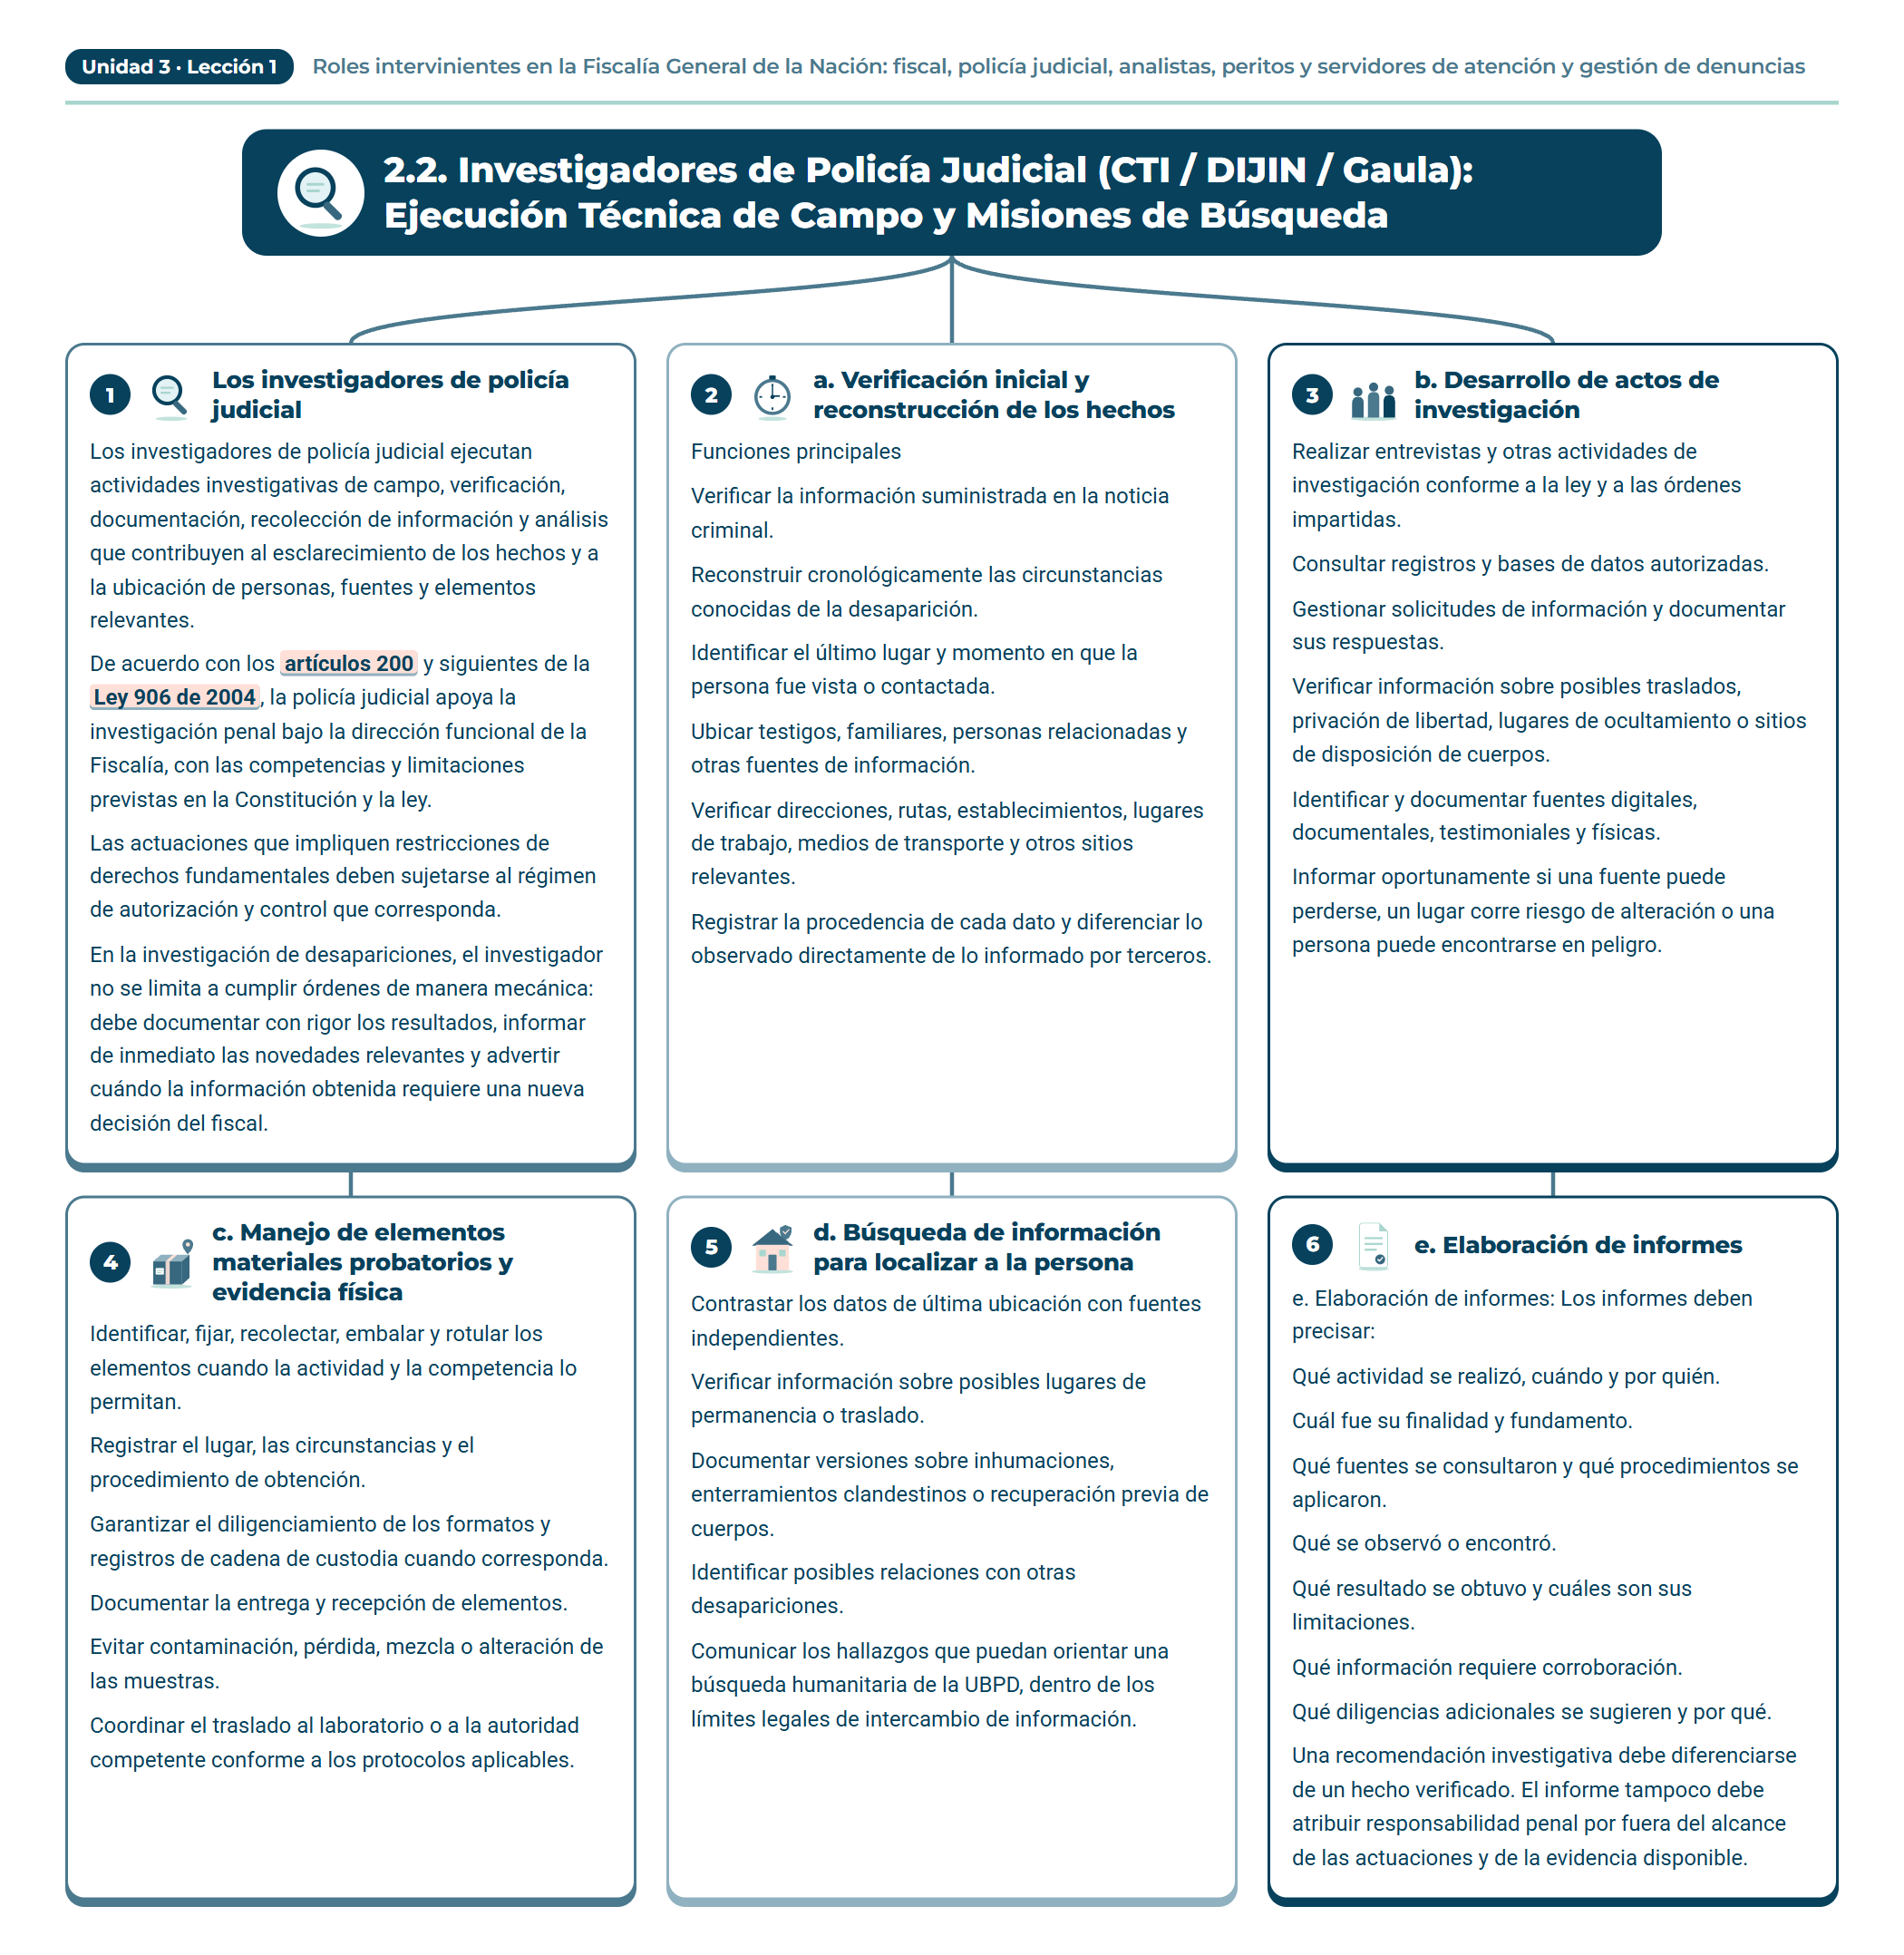 Unidad 3 · Lección 1
Roles intervinientes en la Fiscalía General de la Nación: fiscal, policía judicial, analistas, peritos y servidores de atención y gestión de denuncias
2.2. Investigadores de Policía Judicial (CTI / DIJIN / Gaula):
Ejecución Técnica de Campo y Misiones de Búsqueda
1
Los investigadores de policía
judicial
Los investigadores de policía judicial ejecutan
actividades investigativas de campo, verificación,
documentación, recolección de información y análisis
que contribuyen al esclarecimiento de los hechos y a
la ubicación de personas, fuentes y elementos
relevantes.
De acuerdo con los artículos 200 y siguientes de la
Ley 906 de 2004, la policía judicial apoya la
investigación penal bajo la dirección funcional de la
Fiscalía, con las competencias y limitaciones
previstas en la Constitución y la ley.
Las actuaciones que impliquen restricciones de
derechos fundamentales deben sujetarse al régimen
de autorización y control que corresponda.
En la investigación de desapariciones, el investigador
no se limita a cumplir órdenes de manera mecánica:
debe documentar con rigor los resultados, informar
de inmediato las novedades relevantes y advertir
cuándo la información obtenida requiere una nueva
decisión del fiscal.
2
a. Verificación inicial y
reconstrucción de los hechos
Funciones principales
Verificar la información suministrada en la noticia
criminal.
Reconstruir cronológicamente las circunstancias
conocidas de la desaparición.
Identificar el último lugar y momento en que la
persona fue vista o contactada.
Ubicar testigos, familiares, personas relacionadas y
otras fuentes de información.
Verificar direcciones, rutas, establecimientos, lugares
de trabajo, medios de transporte y otros sitios
relevantes.
Registrar la procedencia de cada dato y diferenciar lo
observado directamente de lo informado por terceros.
3
b. Desarrollo de actos de
investigación
Realizar entrevistas y otras actividades de
investigación conforme a la ley y a las órdenes
impartidas.
Consultar registros y bases de datos autorizadas.
Gestionar solicitudes de información y documentar
sus respuestas.
Verificar información sobre posibles traslados,
privación de libertad, lugares de ocultamiento o sitios
de disposición de cuerpos.
Identificar y documentar fuentes digitales,
documentales, testimoniales y físicas.
Informar oportunamente si una fuente puede
perderse, un lugar corre riesgo de alteración o una
persona puede encontrarse en peligro.
4
c. Manejo de elementos
materiales probatorios y
evidencia física
Identificar, fijar, recolectar, embalar y rotular los
elementos cuando la actividad y la competencia lo
permitan.
Registrar el lugar, las circunstancias y el
procedimiento de obtención.
Garantizar el diligenciamiento de los formatos y
registros de cadena de custodia cuando corresponda.
Documentar la entrega y recepción de elementos.
Evitar contaminación, pérdida, mezcla o alteración de
las muestras.
Coordinar el traslado al laboratorio o a la autoridad
competente conforme a los protocolos aplicables.
5
d. Búsqueda de información
para localizar a la persona
Contrastar los datos de última ubicación con fuentes
independientes.
Verificar información sobre posibles lugares de
permanencia o traslado.
Documentar versiones sobre inhumaciones,
enterramientos clandestinos o recuperación previa de
cuerpos.
Identificar posibles relaciones con otras
desapariciones.
Comunicar los hallazgos que puedan orientar una
búsqueda humanitaria de la UBPD, dentro de los
límites legales de intercambio de información.
6
e. Elaboración de informes
e. Elaboración de informes: Los informes deben
precisar:
Qué actividad se realizó, cuándo y por quién.
Cuál fue su finalidad y fundamento.
Qué fuentes se consultaron y qué procedimientos se
aplicaron.
Qué se observó o encontró.
Qué resultado se obtuvo y cuáles son sus
limitaciones.
Qué información requiere corroboración.
Qué diligencias adicionales se sugieren y por qué.
Una recomendación investigativa debe diferenciarse
de un hecho verificado. El informe tampoco debe
atribuir responsabilidad penal por fuera del alcance
de las actuaciones y de la evidencia disponible.